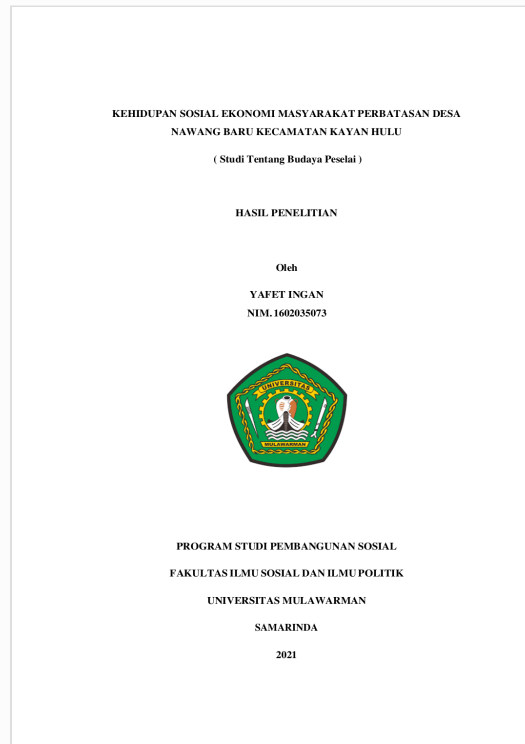 KEHIDUPAN SOSIAL EKONOMI MASYARAKAT PERBATASAN DESA
NAWANG BARU KECAMATAN KAYAN HULU
( Studi Tentang Budaya Peselai )
HASIL PENELITIAN
Oleh
YAFET INGAN
NIM. 1602035073
UNIVERSITAS
MULAWARMAN
PROGRAM STUDI PEMBANGUNAN SOSIAL
FAKULTAS ILMU SOSIAL DAN ILMU POLITIK
UNIVERSITAS MULAWARMAN
SAMARINDA
2021